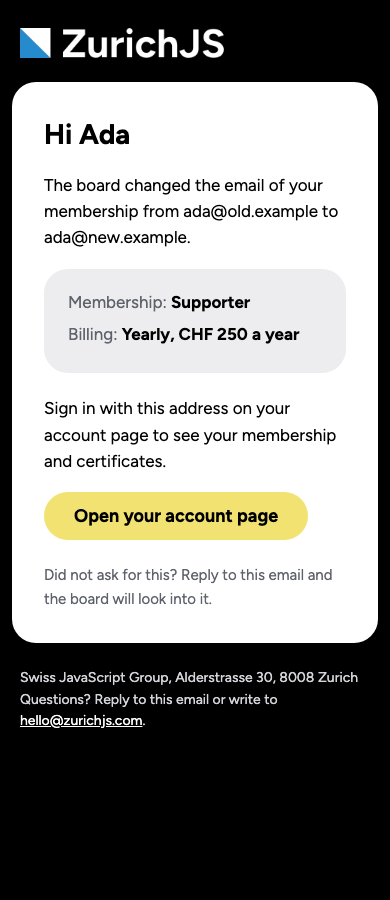 ZurichJS
Hi Ada
The board changed the email of your
membership from ada@old.example to
ada@new.example.
Membership: Supporter
Billing: Yearly, CHF 250 a year
Sign in with this address on your
account page to see your membership
and certificates.
Open your account page
Did not ask for this? Reply to this email and
the board will look into it.
Swiss JavaScript Group, Alderstrasse 30, 8008 Zurich
Questions? Reply to this email or write to
hello@zurichjs.com.